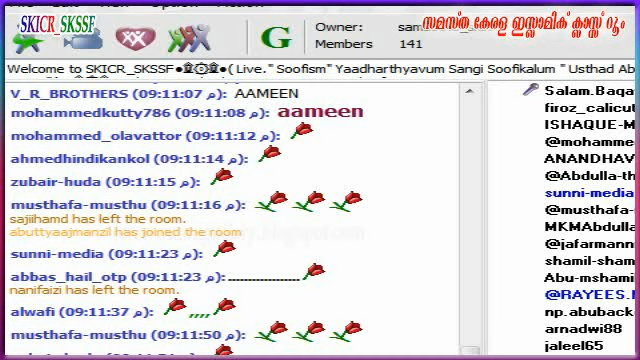 SKICR_SKSSF
സമസ്ത കേരള ഇസ്ലാമിക് ക്ലാസ്സ് റൂം
Owner:
Members 141
Welcome to SKICR_SKSSF ( Live." Soofism" Yaadharthyavum Sangi Soofikalum " Usthad Ab
V_R_BROTHERS (09:11:07 م): AAMEEN
mohammedkutty786 (09:11:08 م): aameen
mohammed_olavattor (09:11:12 م):
ahmedhindikankol (09:11:14 م):
zubair-huda (09:11:15 م):
musthafa-musthu (09:11:16 م):
sajiihamd has left the room.
abuttyaajmanzil has joined the room
sunni-media (09:11:23 م):
abbas_hail_otp (09:11:23 م): ....................
nanifaizi has left the room.
alwafi (09:11:37 م): ,,,,
musthafa-musthu (09:11:50 م):
Salam.Baqa
firoz_calicut
ISHAQUE-M
@mohamme
ANANDHAV
@Abdulla-th
sunni-media
@musthafa-
MKMAbdull
@jafarmann
shamil-sham
Abu-mshami
@RAYEES.
np.abuback
arnadwi88
jaleel65